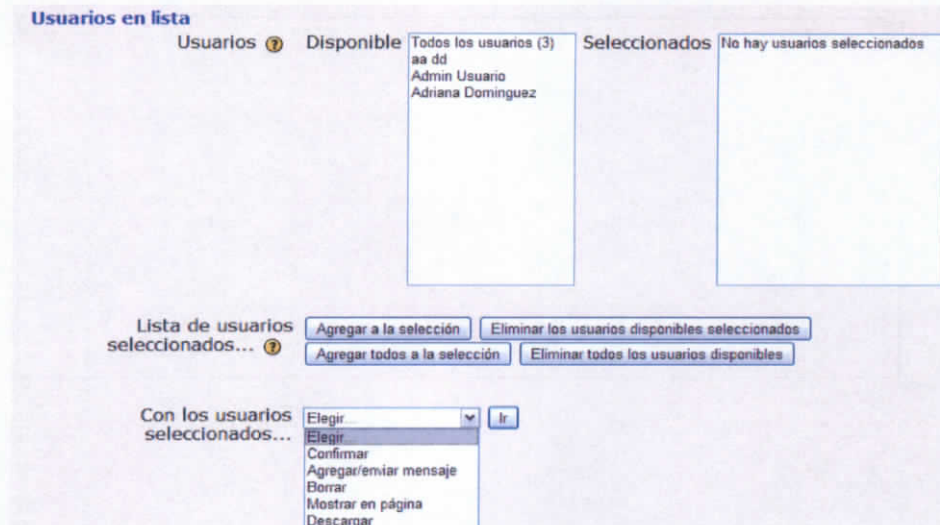 Usuarios en lista
Usuarios Disponible Todos los usuarios (3) Seleccionados No hay usuarios seleccionados
aa dd
Admin Usuario
Adriana Dominguez
Lista de usuarios seleccionados... Agregar a la selección Eliminar los usuarios disponibles seleccionados
Agregar todos a la selección Eliminar todos los usuarios disponibles
Con los usuarios seleccionados... Elegir... Ir
Elegir...
Confirmar
Agregar/enviar mensaje
Borrar
Mostrar en página
Descargar